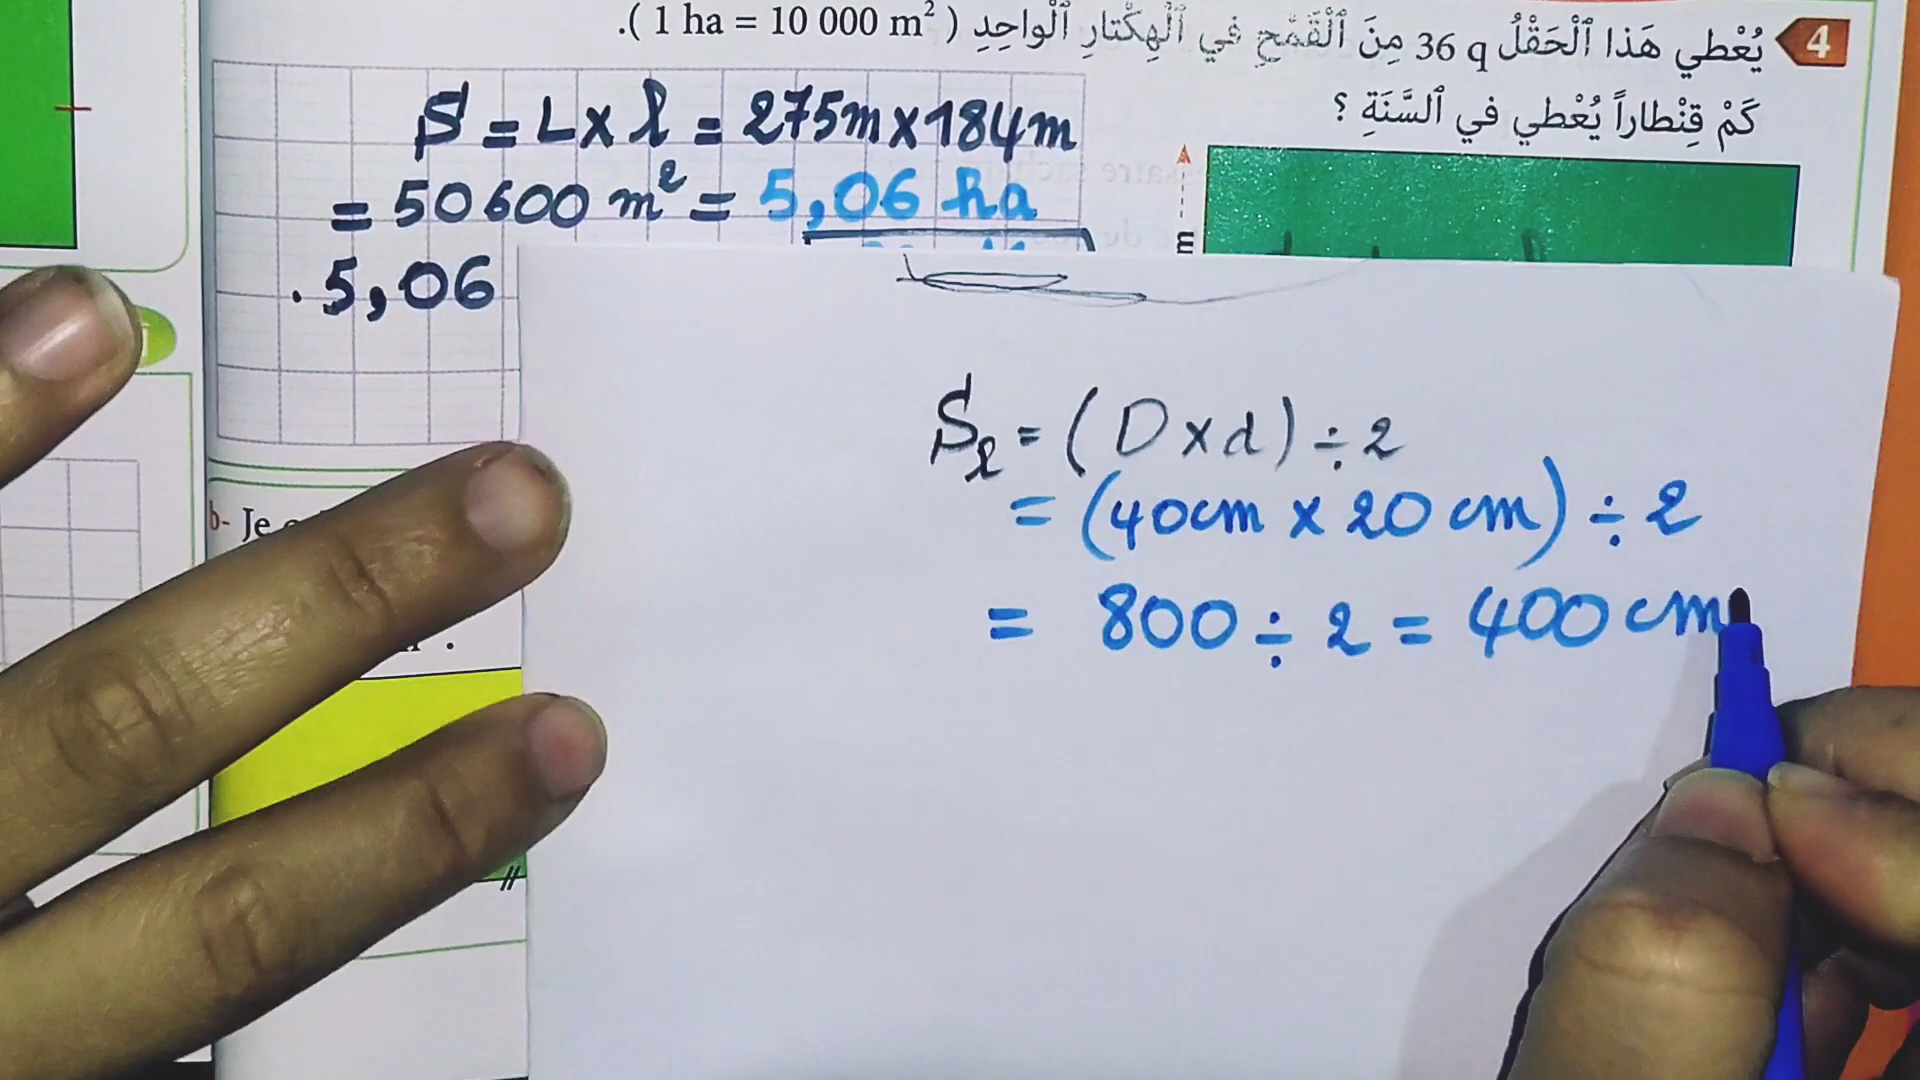 4 يُعْطي هَذا ٱلْحَقْلُ 36 q مِنَ ٱلْقَمْحِ في ٱلْهِكْتارِ ٱلْواحِدِ ( 1 ha = 10 000 m² ).
كَمْ قِنْطاراً يُعْطي في ٱلسَّنَةِ ؟
S = L x l = 275m x 184m
= 50600 m² = 5,06 ha
. 5,06
m
Sl = ( D x d ) ÷ 2
= (40cm x 20 cm) ÷ 2
= 800 ÷ 2 = 400 cm
b- Je